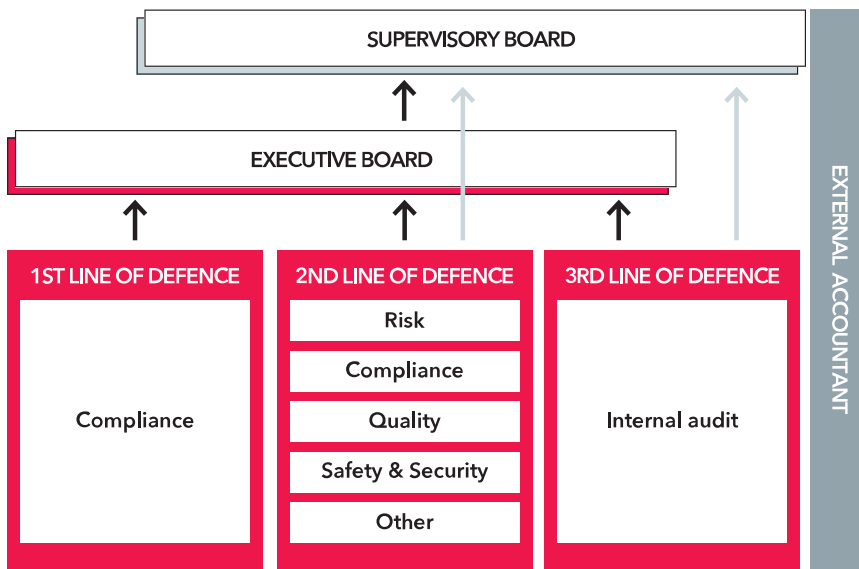 SUPERVISORY BOARD
EXECUTIVE BOARD
1ST LINE OF DEFENCE
Compliance
2ND LINE OF DEFENCE
Risk
Compliance
Quality
Safety & Security
Other
3RD LINE OF DEFENCE
Internal audit
EXTERNAL ACCOUNTANT